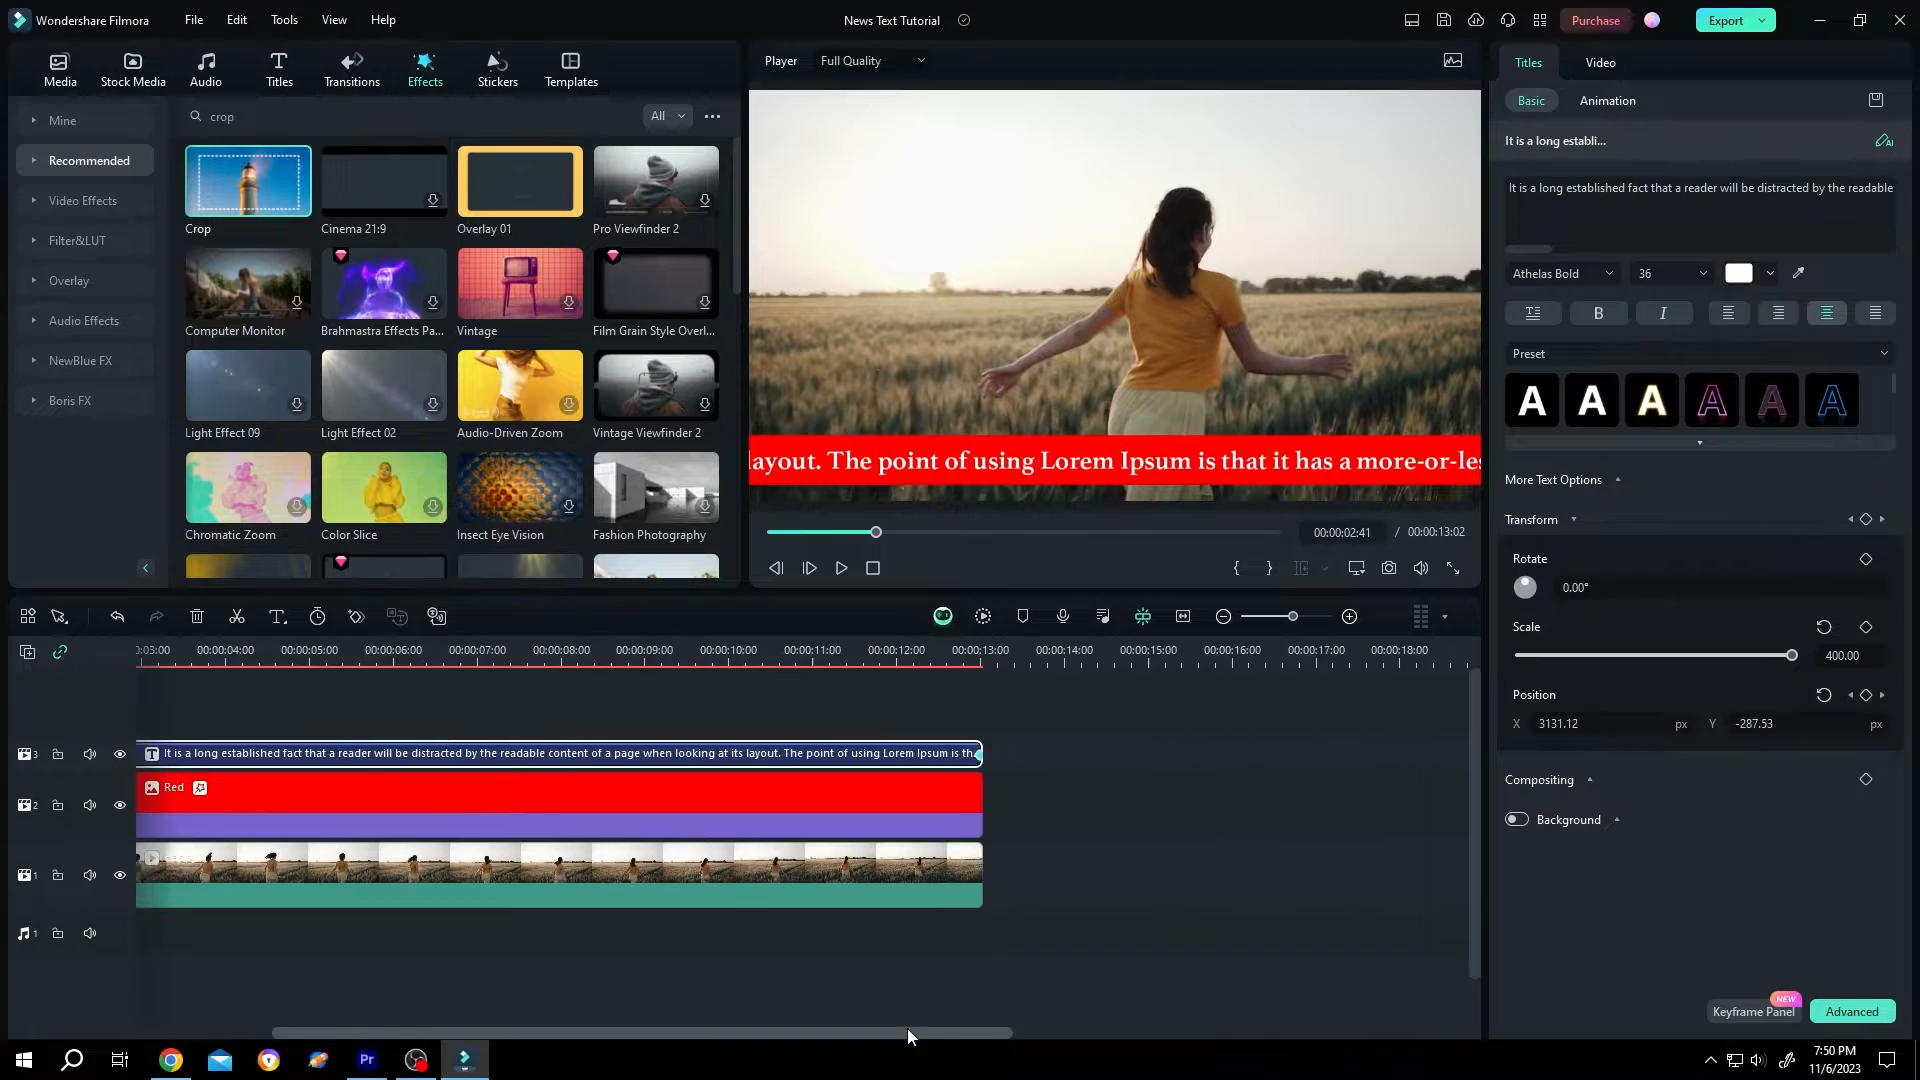 Wondershare Filmora
File
Edit
Tools
View
Help
News Text Tutorial
Purchase
Export
Media
Stock Media
Audio
Titles
Transitions
Effects
Stickers
Templates
Player
Full Quality
Titles
Video
Basic
Animation
Mine
Recommended
Video Effects
Filter&LUT
Overlay
Audio Effects
NewBlue FX
Boris FX
crop
All
Crop
Cinema 21:9
Overlay 01
Pro Viewfinder 2
Computer Monitor
Brahmastra Effects Pa...
Vintage
Film Grain Style Overl...
Light Effect 09
Light Effect 02
Audio-Driven Zoom
Vintage Viewfinder 2
Chromatic Zoom
Color Slice
Insect Eye Vision
Fashion Photography
layout. The point of using Lorem Ipsum is that it has a more-or-les
00:00:02:41 / 00:00:13:02
It is a long establi...
AI
It is a long established fact that a reader will be distracted by the readable
Athelas Bold
36
B
I
Preset
A A A A A A
More Text Options
Transform
Rotate
0.00°
Scale
400.00
Position
X 3131.12 px Y -287.53 px
Compositing
Background
NEW
Keyframe Panel
Advanced
0:03:00 00:00:04:00 00:00:05:00 00:00:06:00 00:00:07:00 00:00:08:00 00:00:09:00 00:00:10:00 00:00:11:00 00:00:12:00 00:00:13:00 00:00:14:00 00:00:15:00 00:00:16:00 00:00:17:00 00:00:18:00
3
T It is a long established fact that a reader will be distracted by the readable content of a page when looking at its layout. The point of using Lorem Ipsum is th
2
Red
1
1
Pr
7:50 PM
11/6/2023